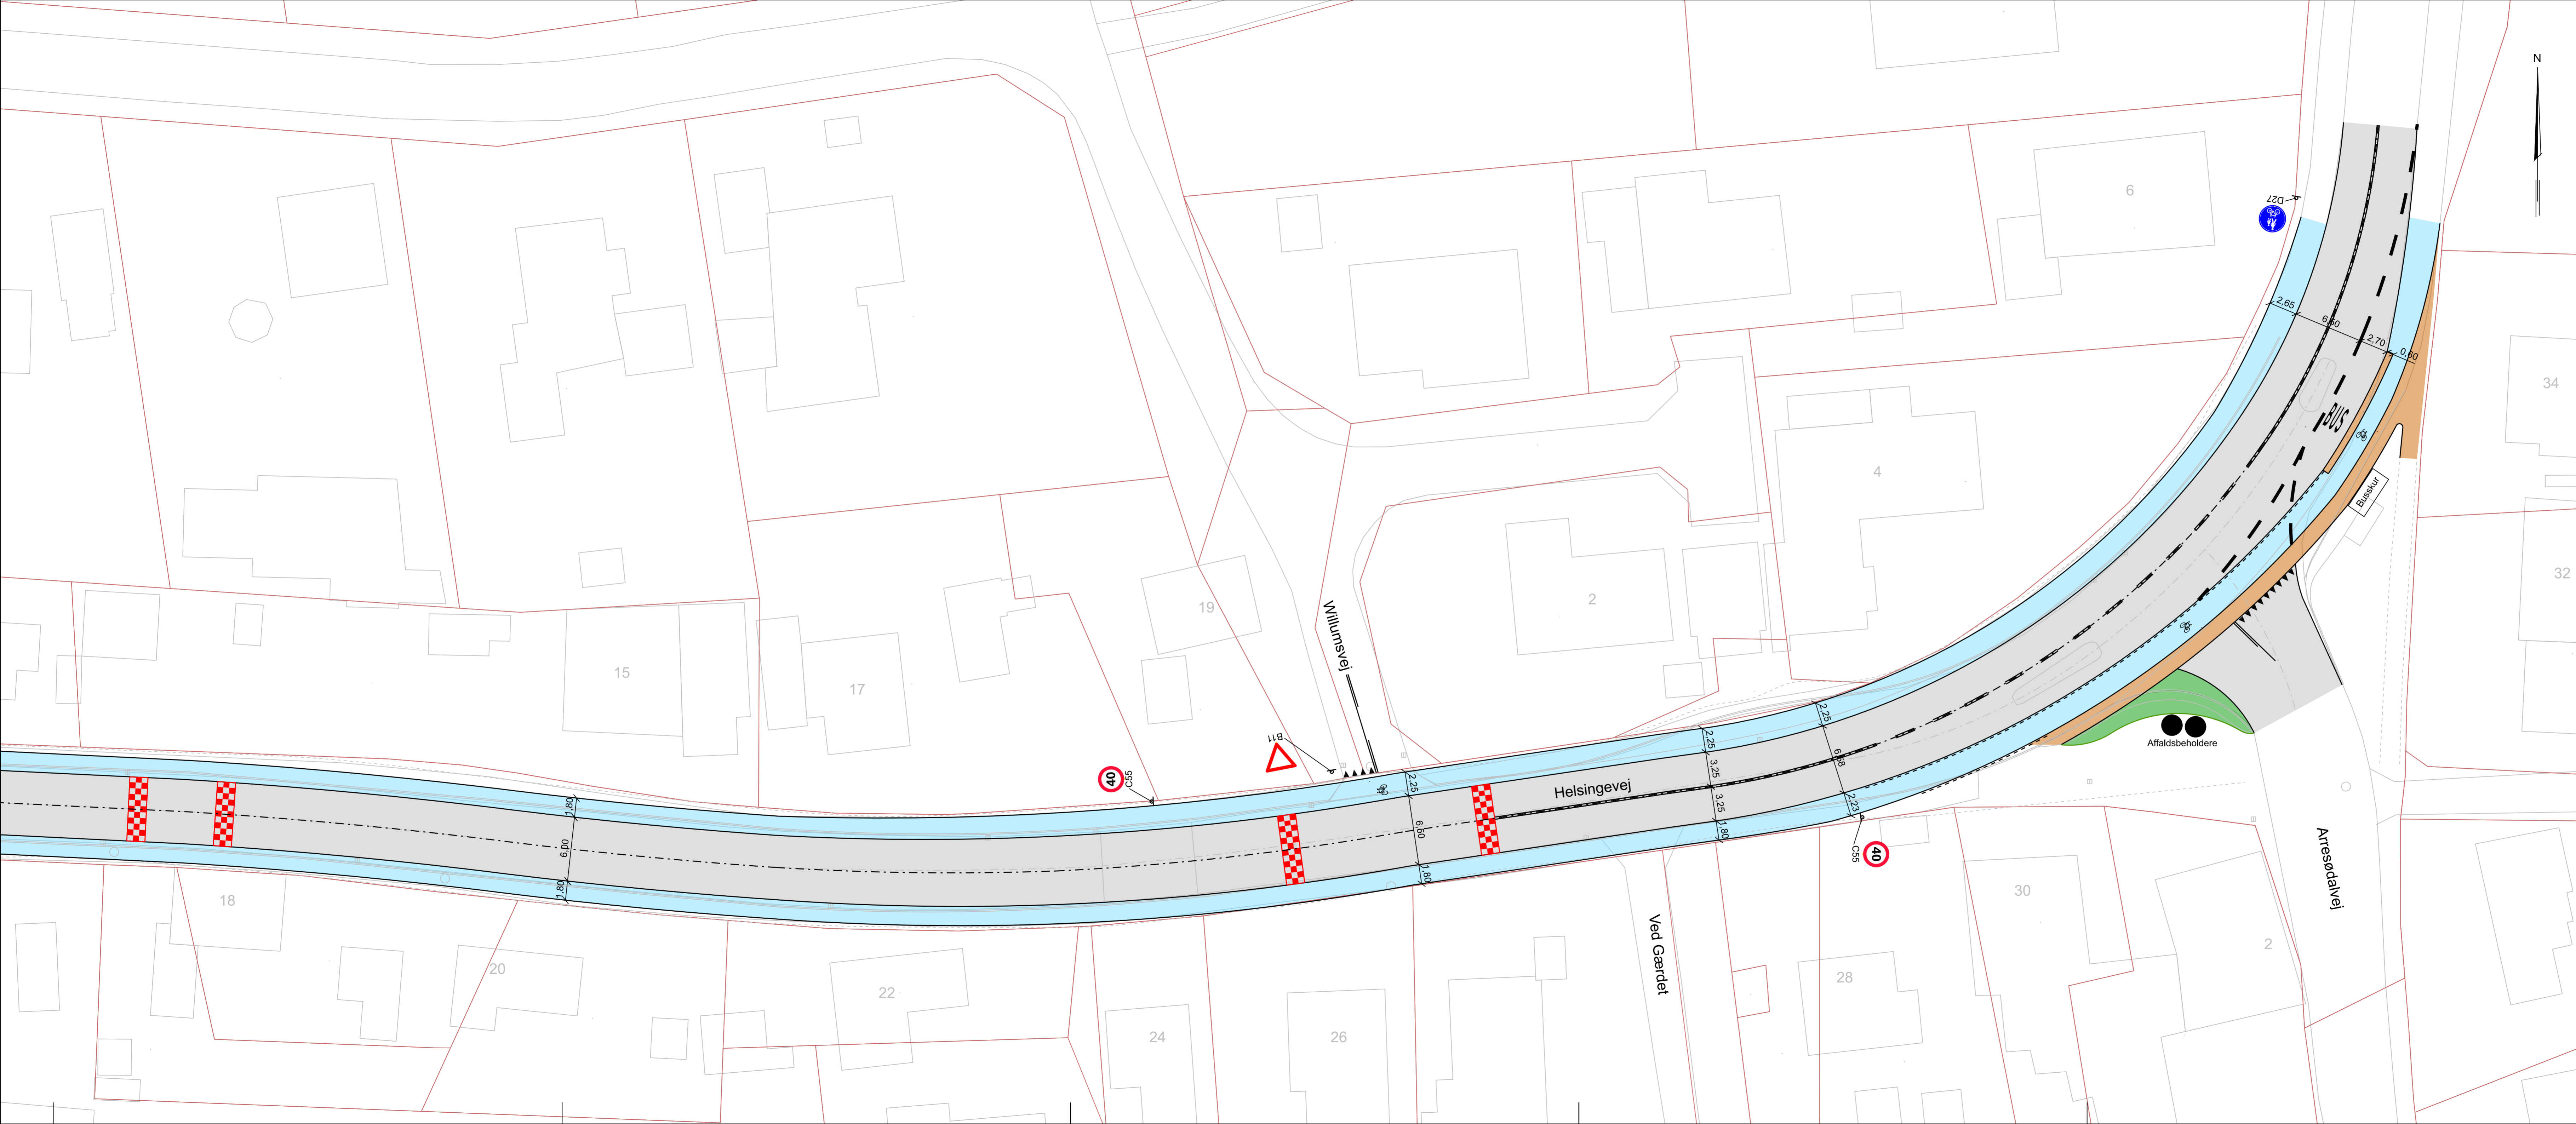 N
6
D27
2,65
6,60
2,70
0,60
34
BUS
4
Busskur
32
2
19
Willumsvej
15
17
B11
40
C55
2,25
6,60
1,80
Helsingevej
2,25
3,25
3,25
1,80
2,25
6,68
2,23
C55
40
Affaldsbeholdere
1,80
6,00
1,80
18
20
22
24
26
Ved Gærdet
28
30
2
Arresødalvej